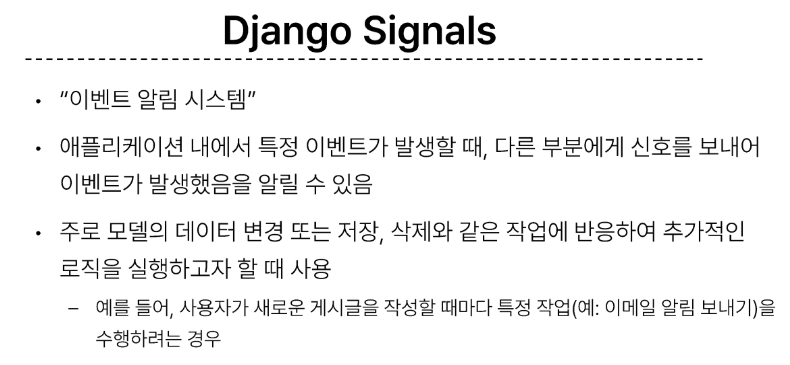 Django Signals
• “이벤트 알림 시스템”
• 애플리케이션 내에서 특정 이벤트가 발생할 때, 다른 부분에게 신호를 보내어
이벤트가 발생했음을 알릴 수 있음
• 주로 모델의 데이터 변경 또는 저장, 삭제와 같은 작업에 반응하여 추가적인
로직을 실행하고자 할 때 사용
– 예를 들어, 사용자가 새로운 게시글을 작성할 때마다 특정 작업(예: 이메일 알림 보내기)을
수행하려는 경우